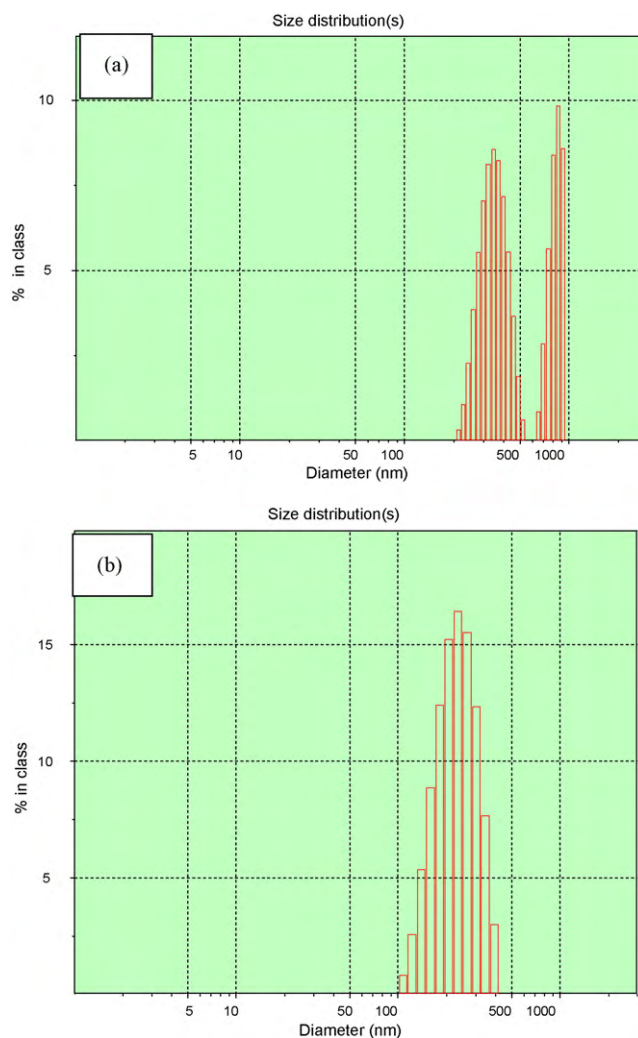 Size distribution(s)
(a)
10
5
% in class
5 10 50 100 500 1000
Diameter (nm)
Size distribution(s)
(b)
15
10
5
% in class
5 10 50 100 500 1000
Diameter (nm)